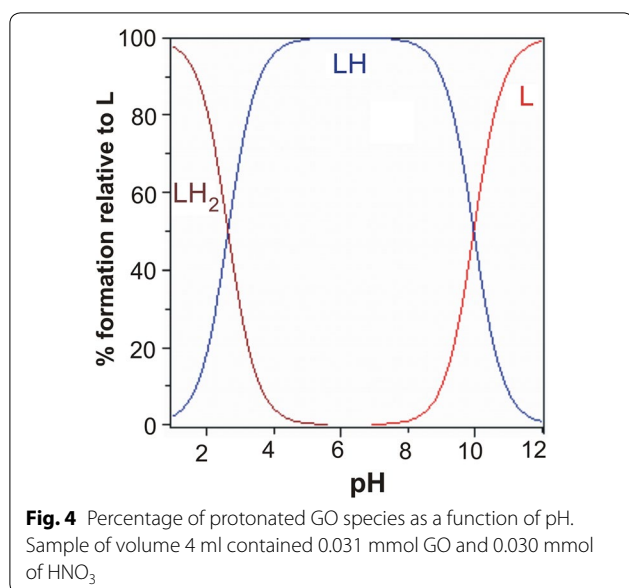 100
80
60
40
20
0
% formation relative to L
LH₂
LH
L
2 4 6 8 10 12
pH
Fig. 4 Percentage of protonated GO species as a function of pH.
Sample of volume 4 ml contained 0.031 mmol GO and 0.030 mmol
of HNO₃